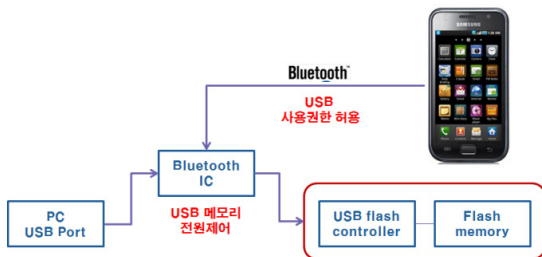 SAMSUNG
Bluetooth™
USB
사용권한 허용
Bluetooth
IC
USB 메모리
전원제어
PC
USB Port
USB flash
controller
Flash
memory